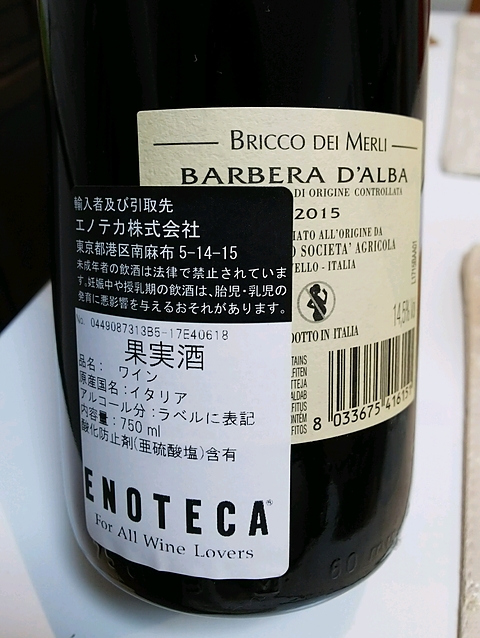 BRICCO DEI MERLI
BARBERA D'ALBA
DI ORIGINE CONTROLLATA
2015
ALL'ORIGINE DA
SOCIETA' AGRICOLA
- ITALIA
IN ITALIA
14,5%
8 033675
輸入者及び引取先
エノテカ株式会社
東京都港区南麻布5-14-15
未成年者の飲酒は法律で禁止されていま
す。妊娠中や授乳期の飲酒は、胎児・乳児の
発育に悪影響を与えるおそれがあります。
No. 0449087313B5-17E40618
果実酒
品名: ワイン
原産国名:イタリア
アルコール分:ラベルに表記
内容量:750 ml
酸化防止剤(亜硫酸塩)含有
ENOTECA®
For All Wine Lovers